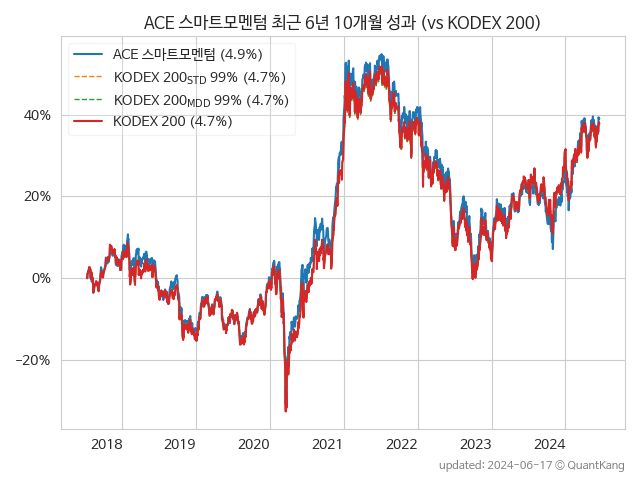 ACE 스마트모멘텀 최근 6년 10개월 성과 (vs KODEX 200)
ACE 스마트모멘텀 (4.9%)
KODEX 200STD 99% (4.7%)
KODEX 200MDD 99% (4.7%)
KODEX 200 (4.7%)
40%
20%
0%
−20%
2018 2019 2020 2021 2022 2023 2024
updated: 2024-06-17 © QuantKang